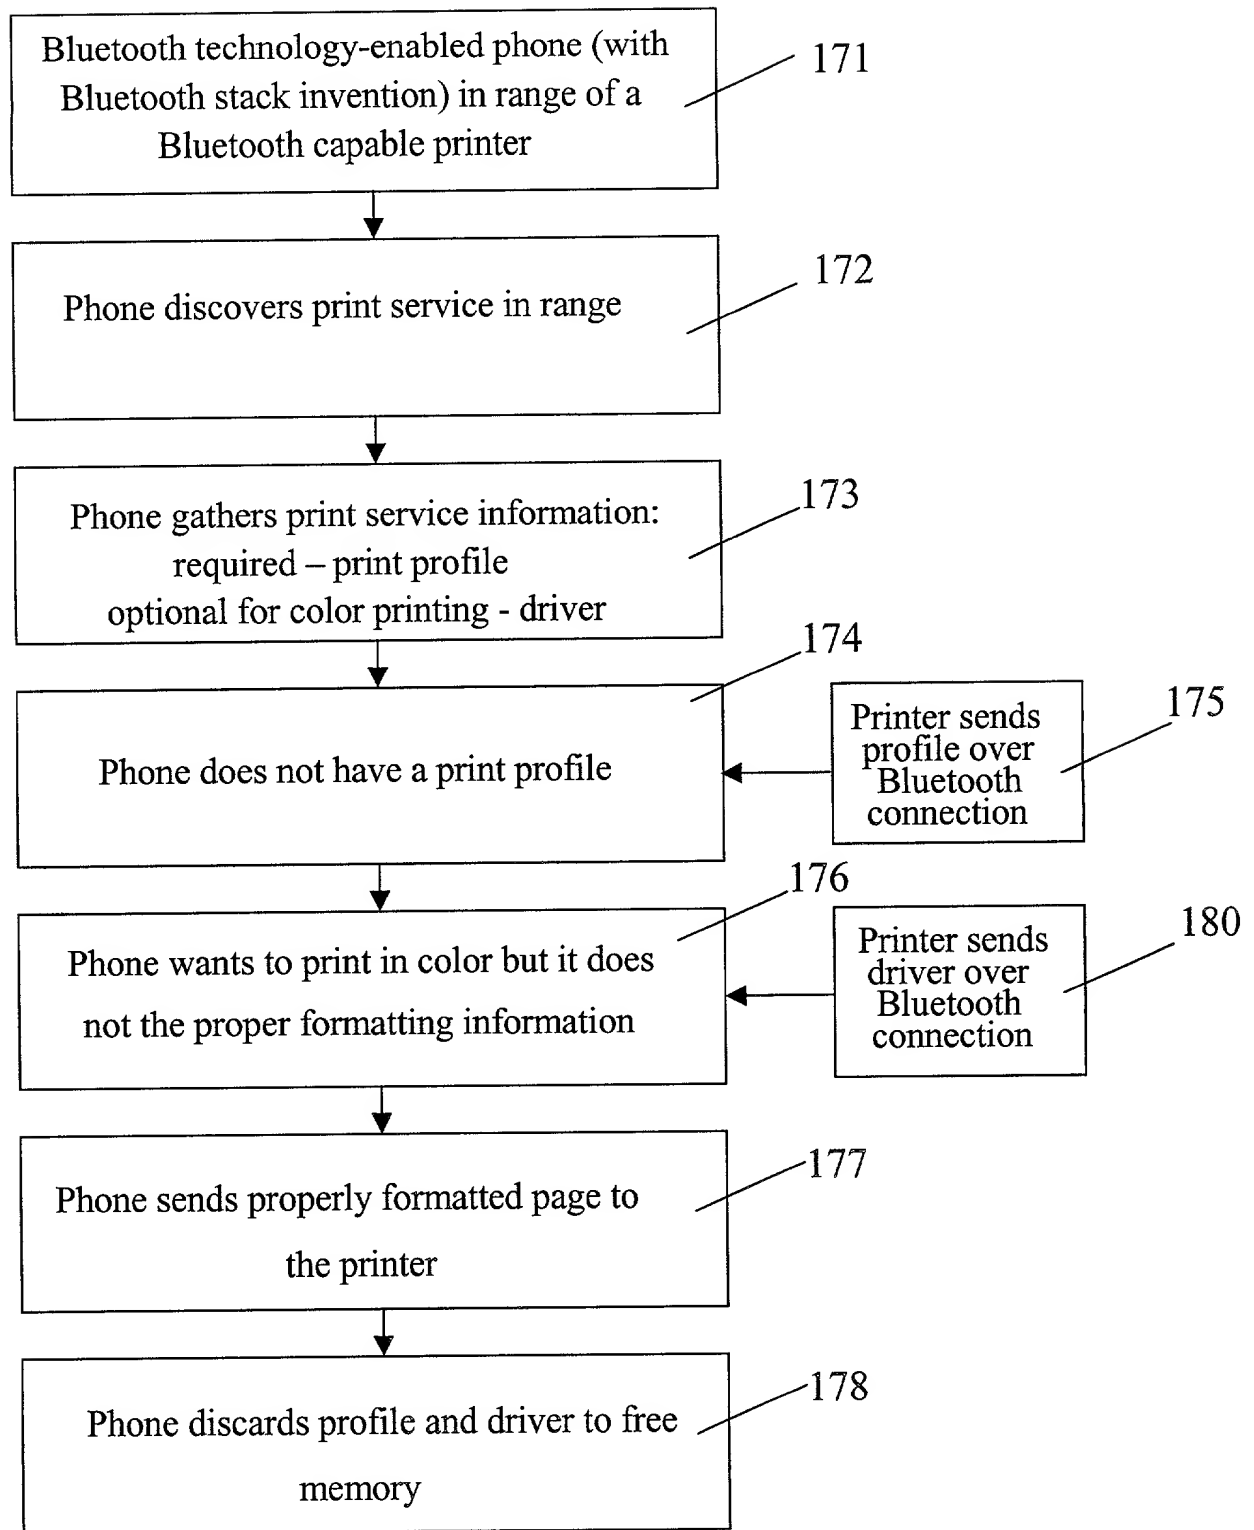 Bluetooth technology-enabled phone (with
Bluetooth stack invention) in range of a
Bluetooth capable printer
171
Phone discovers print service in range
172
Phone gathers print service information:
required – print profile
optional for color printing - driver
173
Phone does not have a print profile
174
Printer sends
profile over
Bluetooth
connection
175
Phone wants to print in color but it does
not the proper formatting information
176
Printer sends
driver over
Bluetooth
connection
180
Phone sends properly formatted page to
the printer
177
Phone discards profile and driver to free
memory
178